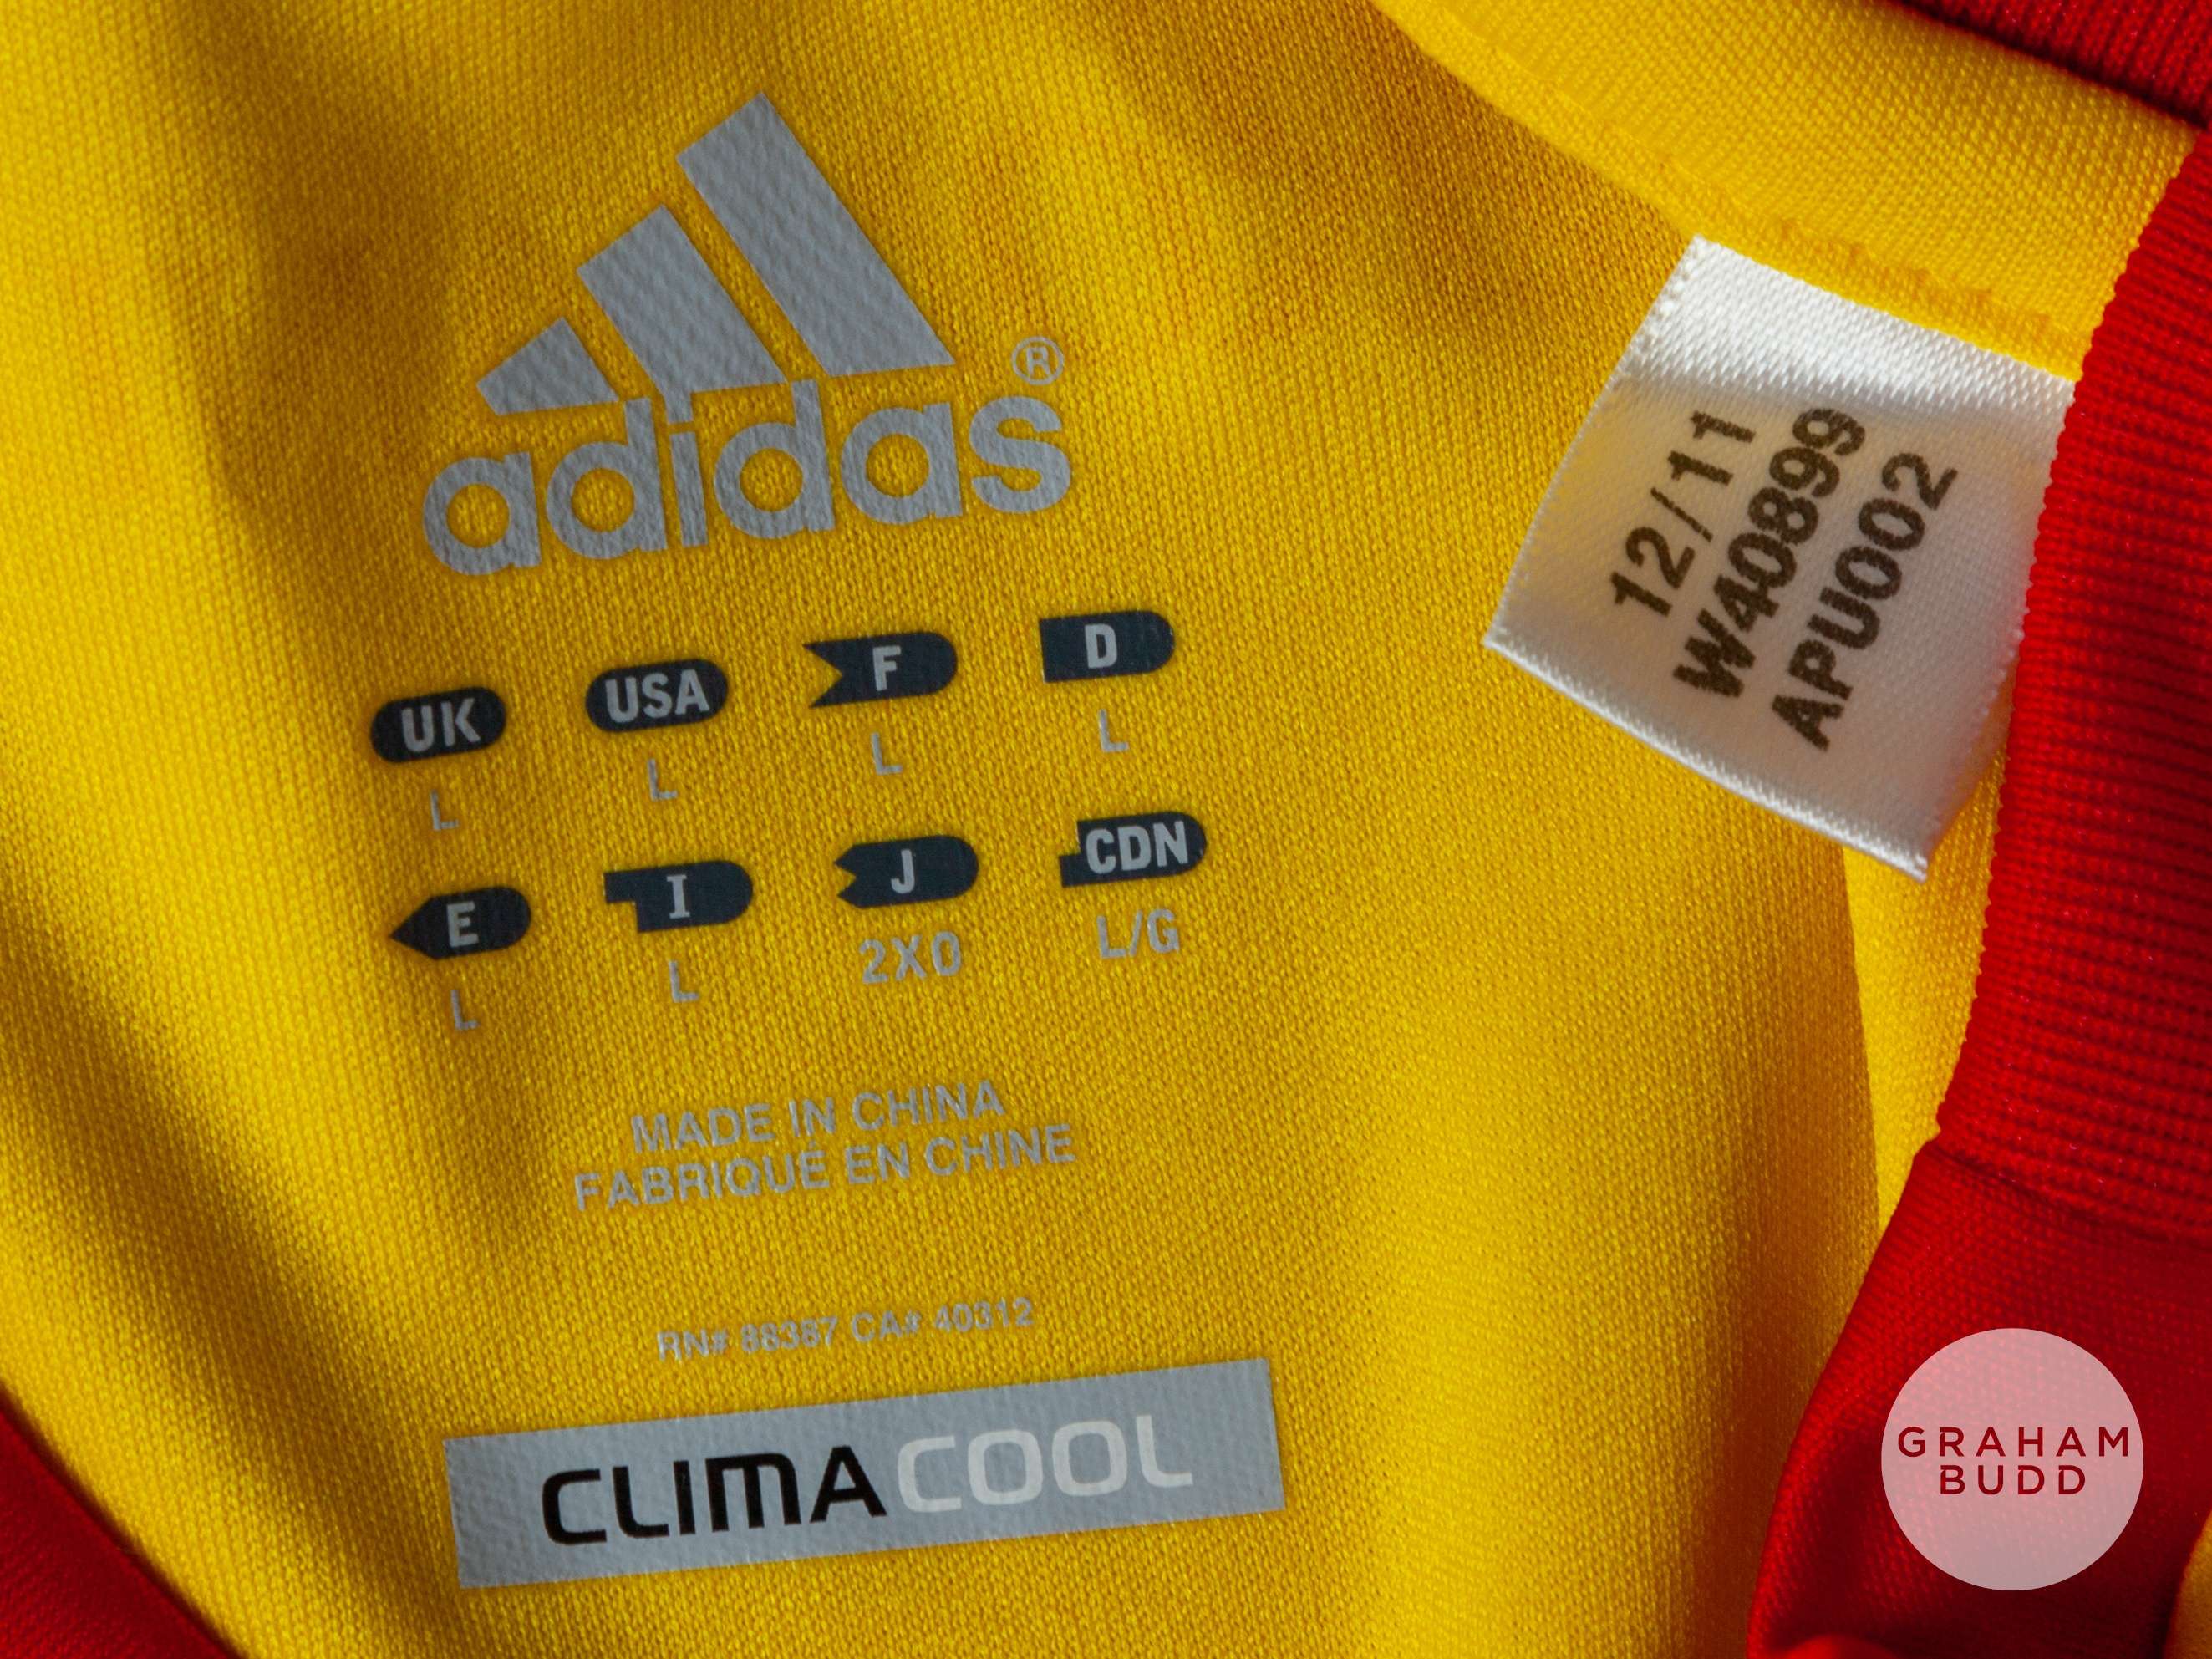 adidas®
UK USA F D
L L L L
E I J CDN
L L 2XO L/G
MADE IN CHINA
FABRIQUÉ EN CHINE
RN# 88387 CA# 40312
CLIMACOOL
12/11
W40899
APU002
GRAHAM
BUDD